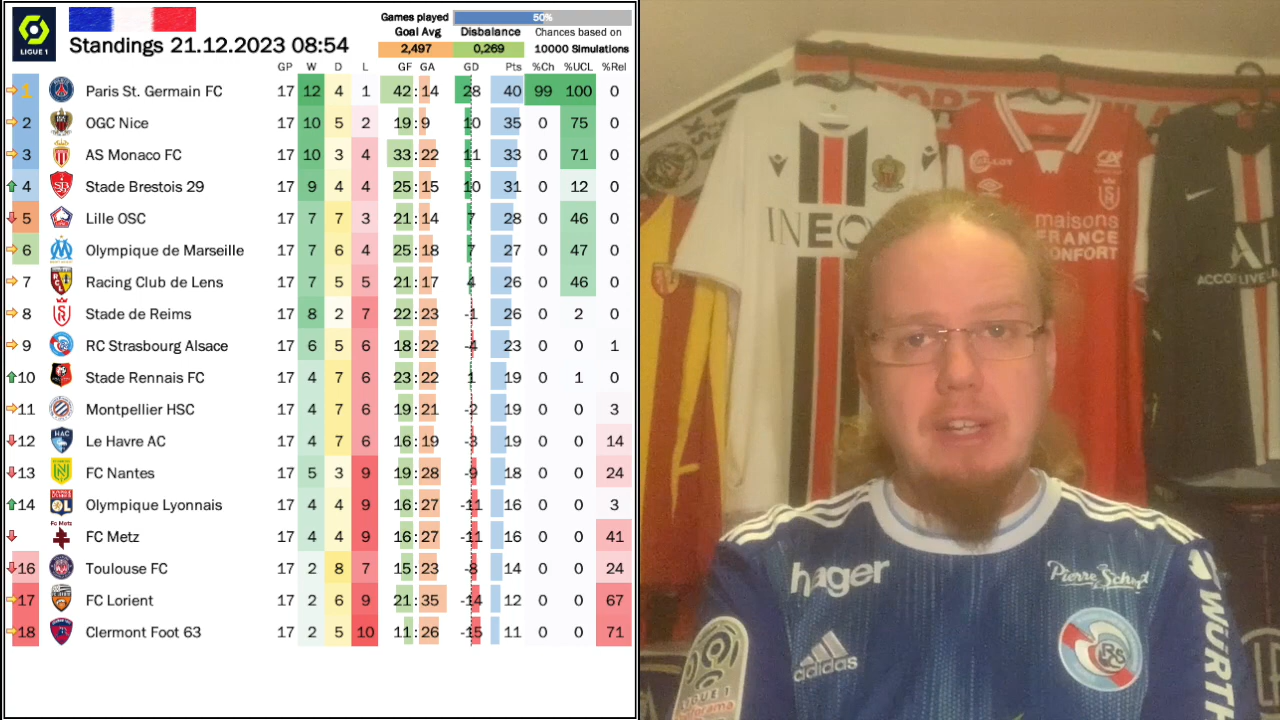 Games played 50%
Goal Avg Disbalance Chances based on
Standings 21.12.2023 08:54 2,497 0,269 10000 Simulations
LIGUE 1
GP W D L GF GA GD Pts %Ch %UCL %Rel
1 Paris St. Germain FC 17 12 4 1 42:14 28 40 99 100 0
2 OGC Nice 17 10 5 2 19:9 10 35 0 75 0
3 AS Monaco FC 17 10 3 4 33:22 11 33 0 71 0
4 Stade Brestois 29 17 9 4 4 25:15 10 31 0 12 0
5 Lille OSC 17 7 7 3 21:14 7 28 0 46 0
6 Olympique de Marseille 17 7 6 4 25:18 7 27 0 47 0
7 Racing Club de Lens 17 7 5 5 21:17 4 26 0 46 0
8 Stade de Reims 17 8 2 7 22:23 -1 26 0 2 0
9 RC Strasbourg Alsace 17 6 5 6 18:22 -4 23 0 0 1
10 Stade Rennais FC 17 4 7 6 23:22 1 19 0 1 0
11 Montpellier HSC 17 4 7 6 19:21 -2 19 0 0 3
12 Le Havre AC 17 4 7 6 16:19 -3 19 0 0 14
13 FC Nantes 17 5 3 9 19:28 -9 18 0 0 24
14 Olympique Lyonnais 17 4 4 9 16:27 -11 16 0 0 3
FC Metz
FC Metz 17 4 4 9 16:27 -11 16 0 0 41
16 Toulouse FC 17 2 8 7 15:23 -8 14 0 0 24
17 FC Lorient 17 2 6 9 21:35 -14 12 0 0 67
18 Clermont Foot 63 17 2 5 10 11:26 -15 11 0 0 71
INEO
maisons
FRANCE
CONFORT
ACCOR LIVE
hager
adidas
RCS
WÜRTH
LIGUE 1